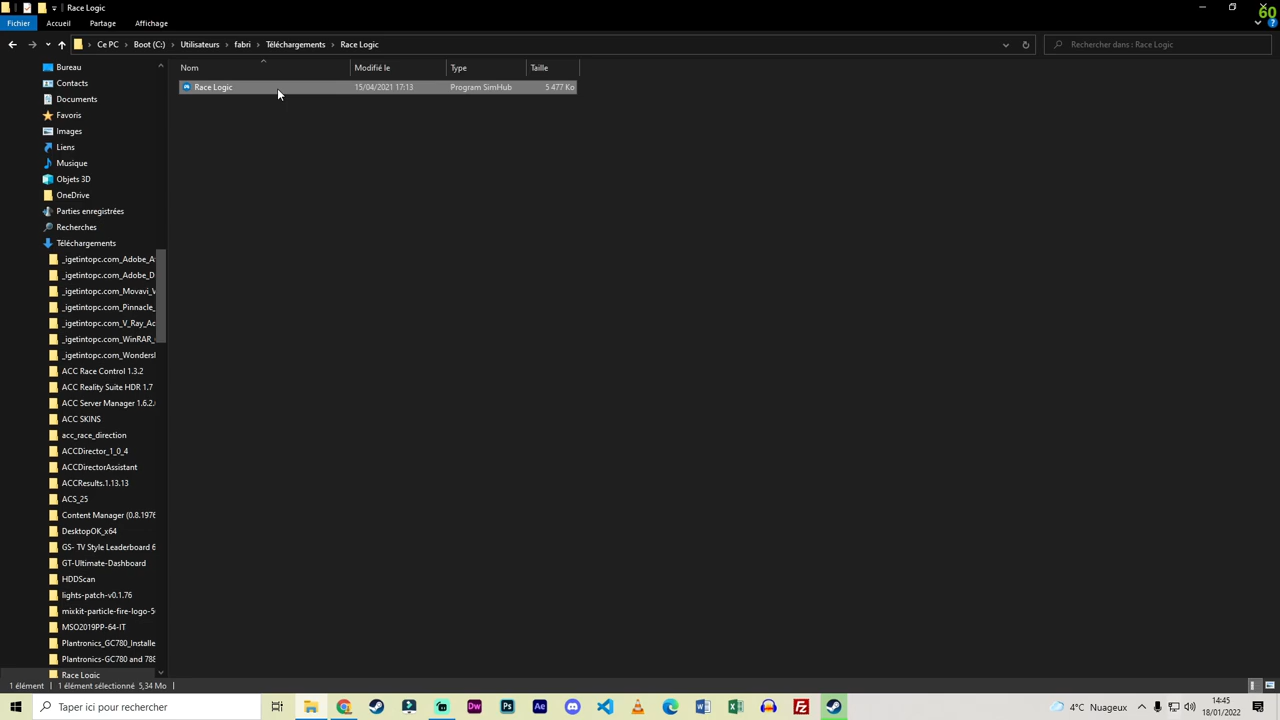 Race Logic
60
Fichier Accueil Partage Affichage
Ce PC > Boot (C:) > Utilisateurs > fabri > Téléchargements > Race Logic
Rechercher dans : Race Logic
Nom Modifié le Type Taille
Race Logic 15/04/2021 17:13 Program SimHub 5 477 Ko
Bureau
Contacts
Documents
Favoris
Images
Liens
Musique
Objets 3D
OneDrive
Parties enregistrées
Recherches
Téléchargements
_igetintopc.com_Adobe_A
_igetintopc.com_Adobe_D
_igetintopc.com_Movavi_V
_igetintopc.com_Pinnacle_
_igetintopc.com_V_Ray_Ac
_igetintopc.com_WinRAR_
_igetintopc.com_Wondersh
ACC Race Control 1.3.2
ACC Reality Suite HDR 1.7
ACC Server Manager 1.6.2.
ACC SKINS
acc_race_direction
ACCDirector_1_0_4
ACCDirectorAssistant
ACCResults.1.13.13
ACS_25
Content Manager (0.8.1976
DesktopOK_x64
GS- TV Style Leaderboard 6
GT-Ultimate-Dashboard
HDDScan
lights-patch-v0.1.76
mixkit-particle-fire-logo-5
MSO2019PP-64-IT
Plantronics_GC780_Installe
Plantronics-GC780 and 788
Race Logic
1 élément 1 élément sélectionné 5,34 Mo
Taper ici pour rechercher
4°C Nuageux
14:45
18/01/2022